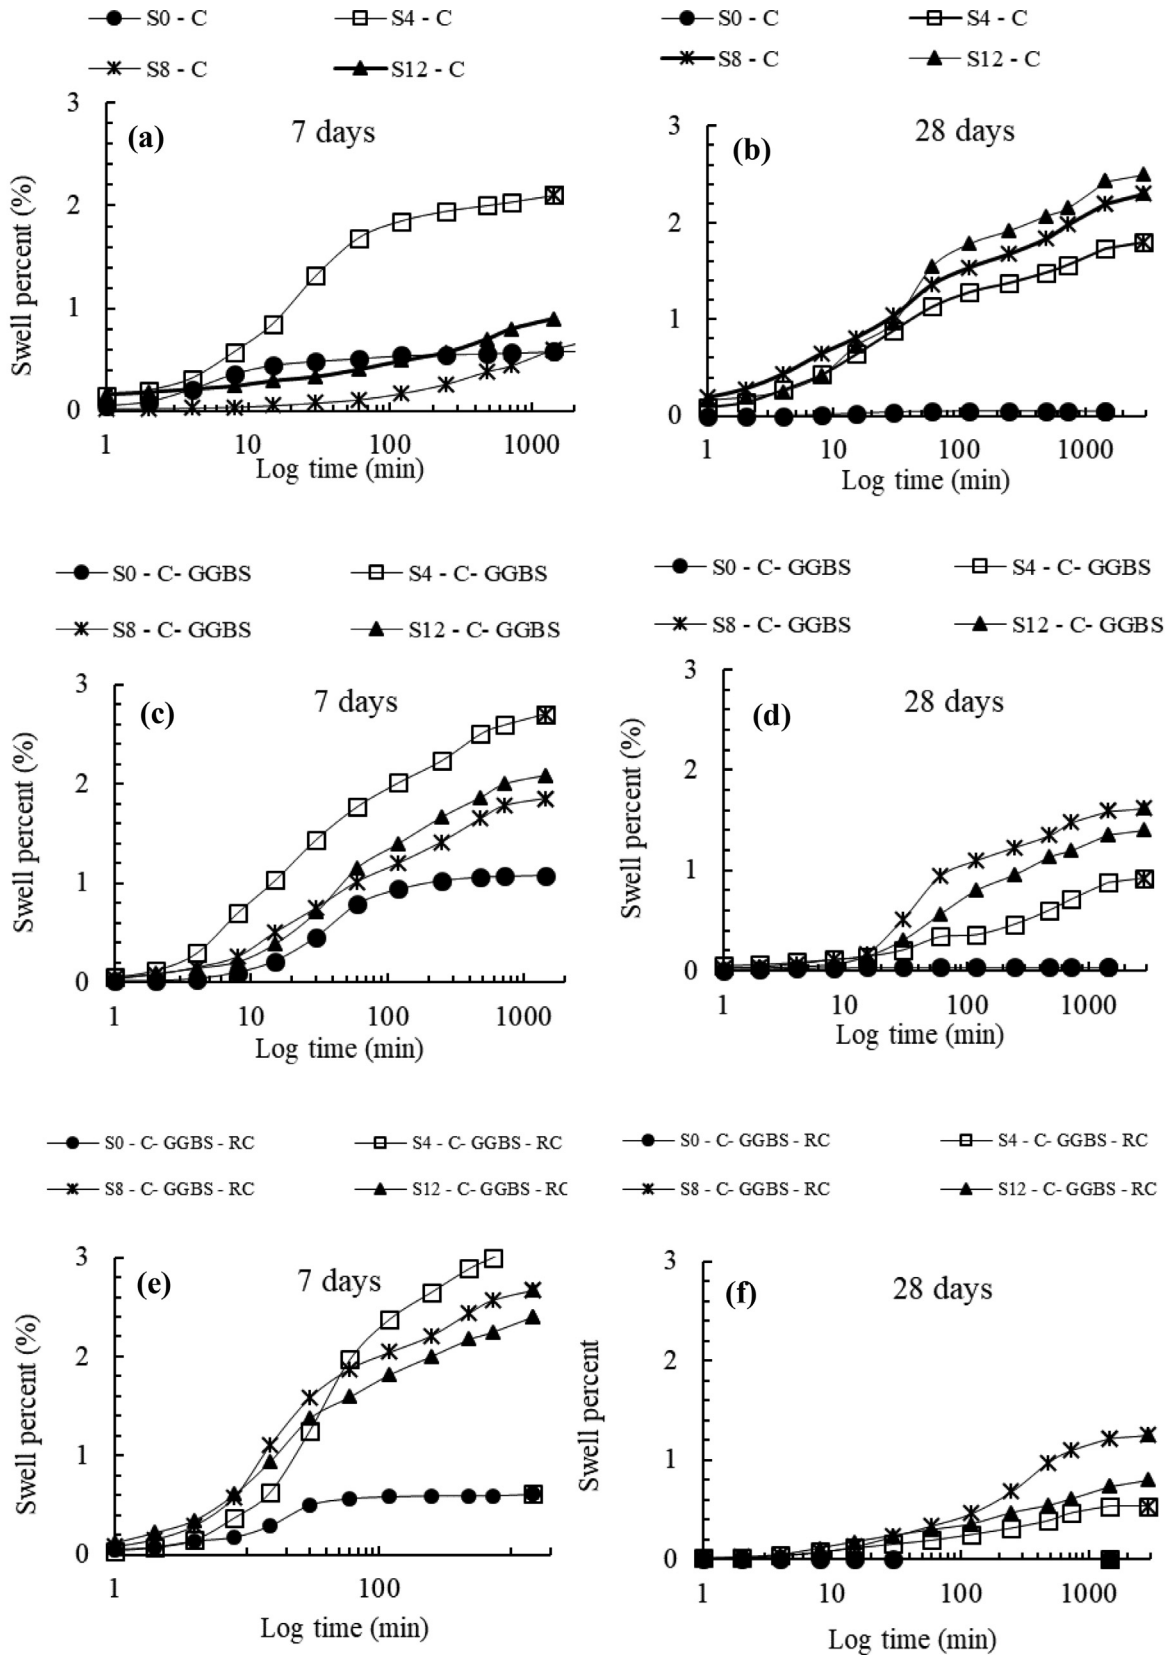 S0 - C
S4 - C
S8 - C
S12 - C
3
(a)
7 days
2
1
0
Swell percent (%)
1
10
100
1000
Log time (min)
S0 - C
S4 - C
S8 - C
S12 - C
3
(b)
28 days
2
1
0
Swell percent (%)
1
10
100
1000
Log time (min)
S0 - C- GGBS
S4 - C- GGBS
S8 - C- GGBS
S12 - C- GGBS
3
(c)
7 days
2
1
0
Swell percent (%)
1
10
100
1000
Log time (min)
S0 - C- GGBS
S4 - C- GGBS
S8 - C- GGBS
S12 - C- GGBS
3
(d)
28 days
2
1
0
Swell percent (%)
1
10
100
1000
Log time (min)
S0 - C- GGBS - RC
S4 - C- GGBS - RC
S8 - C- GGBS - RC
S12 - C- GGBS - RC
3
(e)
7 days
2
1
0
Swell percent (%)
1
100
Log time (min)
S0 - C- GGBS - RC
S4 - C- GGBS - RC
S8 - C- GGBS - RC
S12 - C- GGBS - RC
3
(f)
28 days
2
1
0
Swell percent
1
10
100
1000
Log time (min)